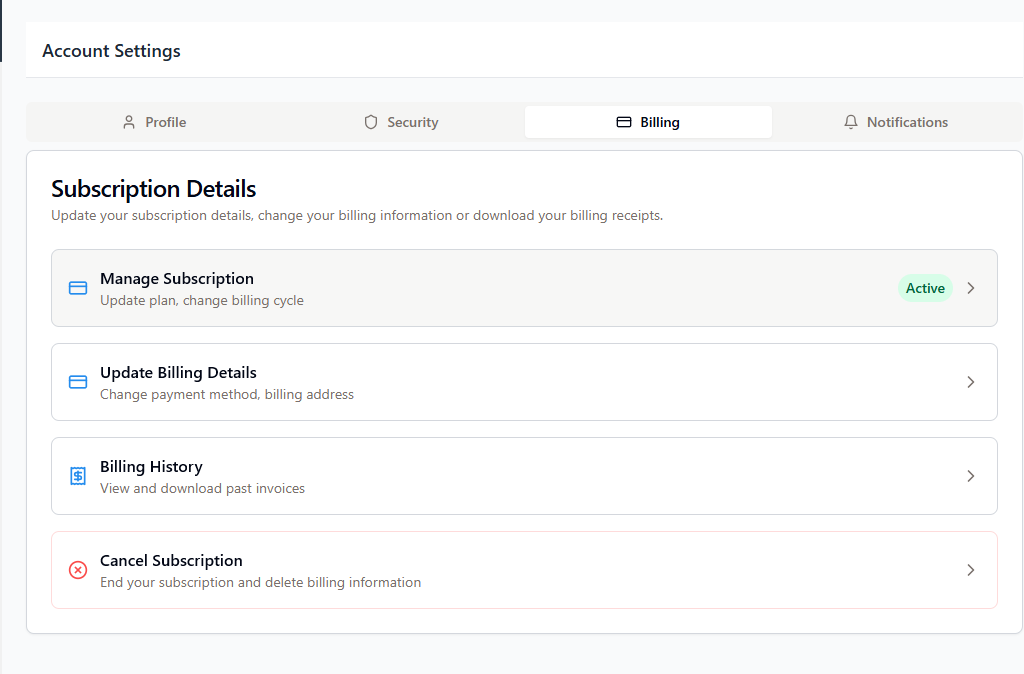 Account Settings
Profile
Security
Billing
Notifications
Subscription Details
Update your subscription details, change your billing information or download your billing receipts.
Manage Subscription
Update plan, change billing cycle
Active
Update Billing Details
Change payment method, billing address
Billing History
View and download past invoices
Cancel Subscription
End your subscription and delete billing information